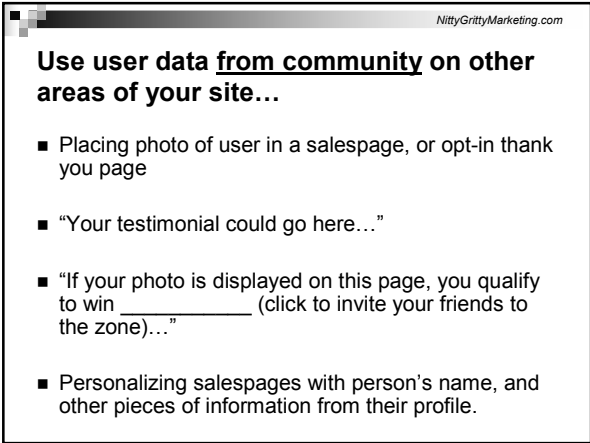 NittyGrittyMarketing.com
Use user data from community on other
areas of your site…
■ Placing photo of user in a salespage, or opt-in thank
you page
■ “Your testimonial could go here…”
■ “If your photo is displayed on this page, you qualify
to win ____________ (click to invite your friends to
the zone)…”
■ Personalizing salespages with person’s name, and
other pieces of information from their profile.